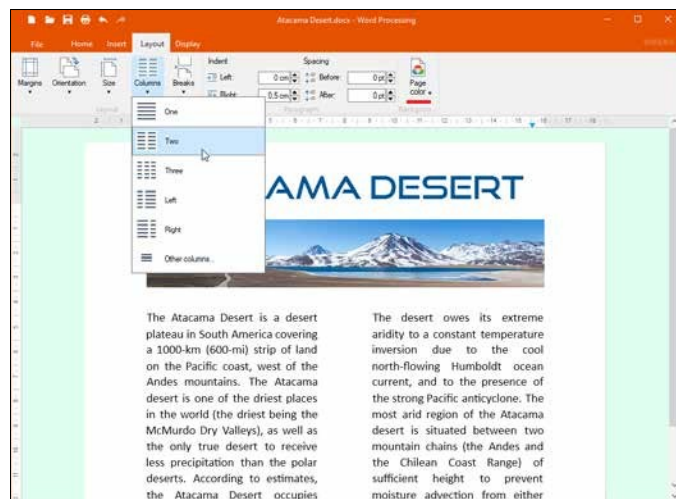 Atacama Desert.docx - Word Processing
File Home Insert Layout Display
Indent Spacing
Margins Orientation Size Columns Breaks Left: 0 cm Before: 0 pt Page color
Right: 0.5 cm After: 0 pt
One
Two
Three
Left
Right
Other columns...
AMA DESERT
The Atacama Desert is a desert
plateau in South America covering
a 1000-km (600-mi) strip of land
on the Pacific coast, west of the
Andes mountains. The Atacama
desert is one of the driest places
in the world (the driest being the
McMurdo Dry Valleys), as well as
the only true desert to receive
less precipitation than the polar
deserts. According to estimates,
the Atacama Desert occupies
The desert owes its extreme
aridity to a constant temperature
inversion due to the cool
north-flowing Humboldt ocean
current, and to the presence of
the strong Pacific anticyclone. The
most arid region of the Atacama
desert is situated between two
mountain chains (the Andes and
the Chilean Coast Range) of
sufficient height to prevent
moisture advection from either